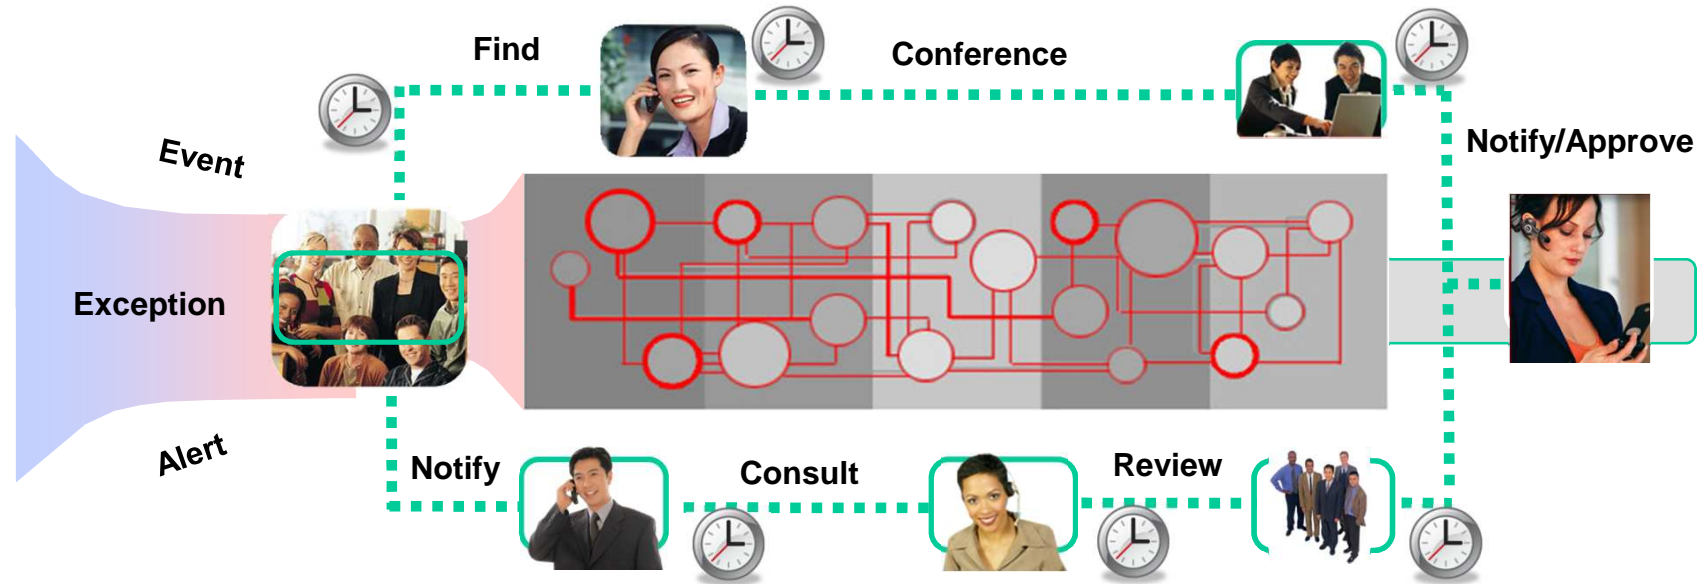 Find
Conference
Event
Notify/Approve
Exception
Alert
Notify
Consult
Review